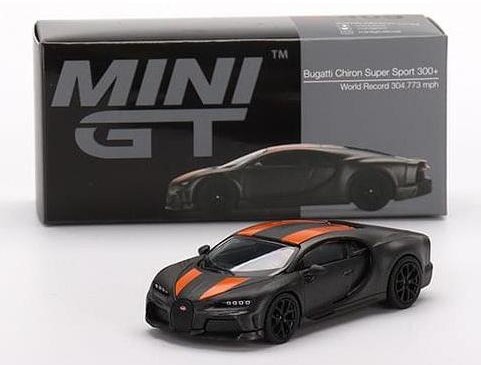 MINI
GT
TM
Bugatti Chiron Super Sport 300+
World Record 304.773 mph